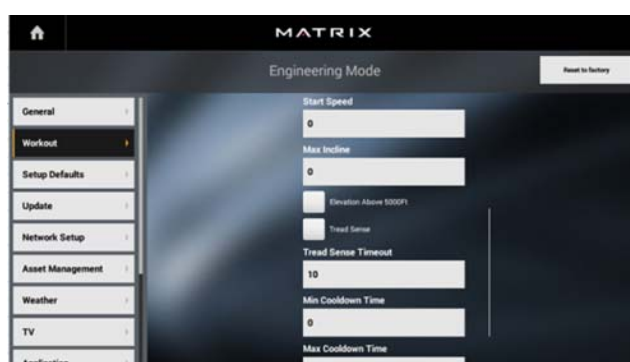 MATRIX
Engineering Mode
Reset to factory
General
Workout
Setup Defaults
Update
Network Setup
Asset Management
Weather
TV
Application
Start Speed
0
Max Incline
0
Elevation Above 5000Ft
Tread Sense
Tread Sense Timeout
10
Min Cooldown Time
0
Max Cooldown Time